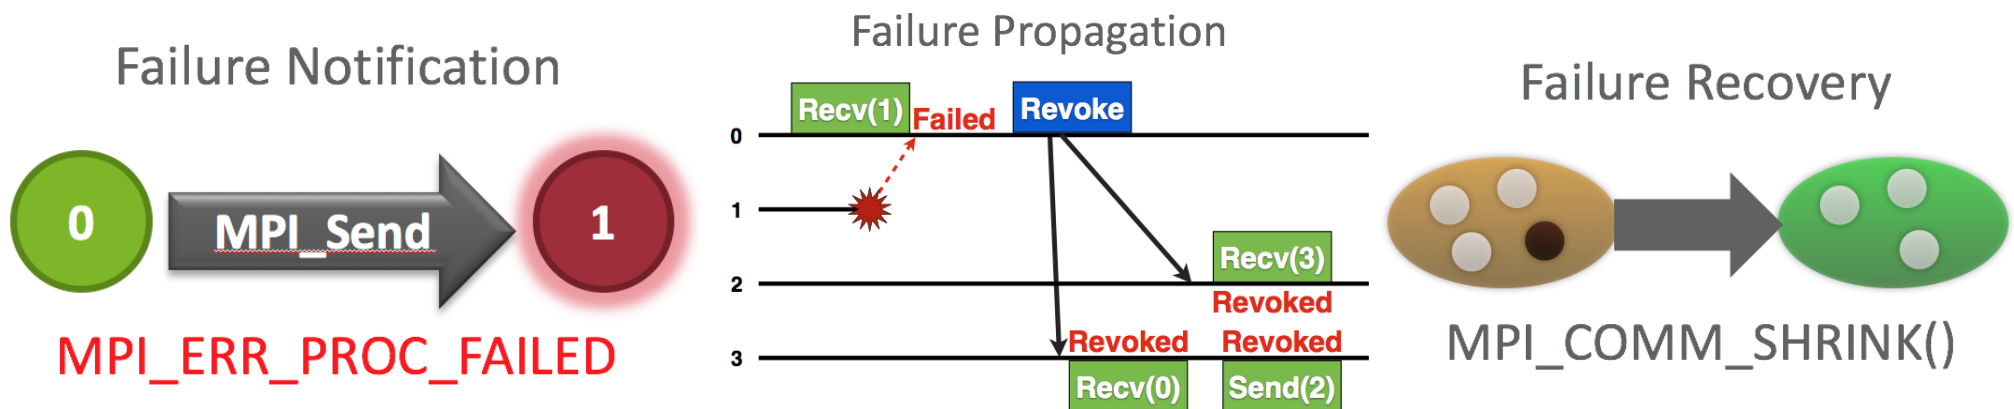 Failure Notification
0
MPI_Send
1
MPI_ERR_PROC_FAILED
Failure Propagation
Recv(1)
Failed
Revoke
0
1
Recv(3)
2
Revoked
Revoked
Revoked
3
Recv(0)
Send(2)
Failure Recovery
MPI_COMM_SHRINK()